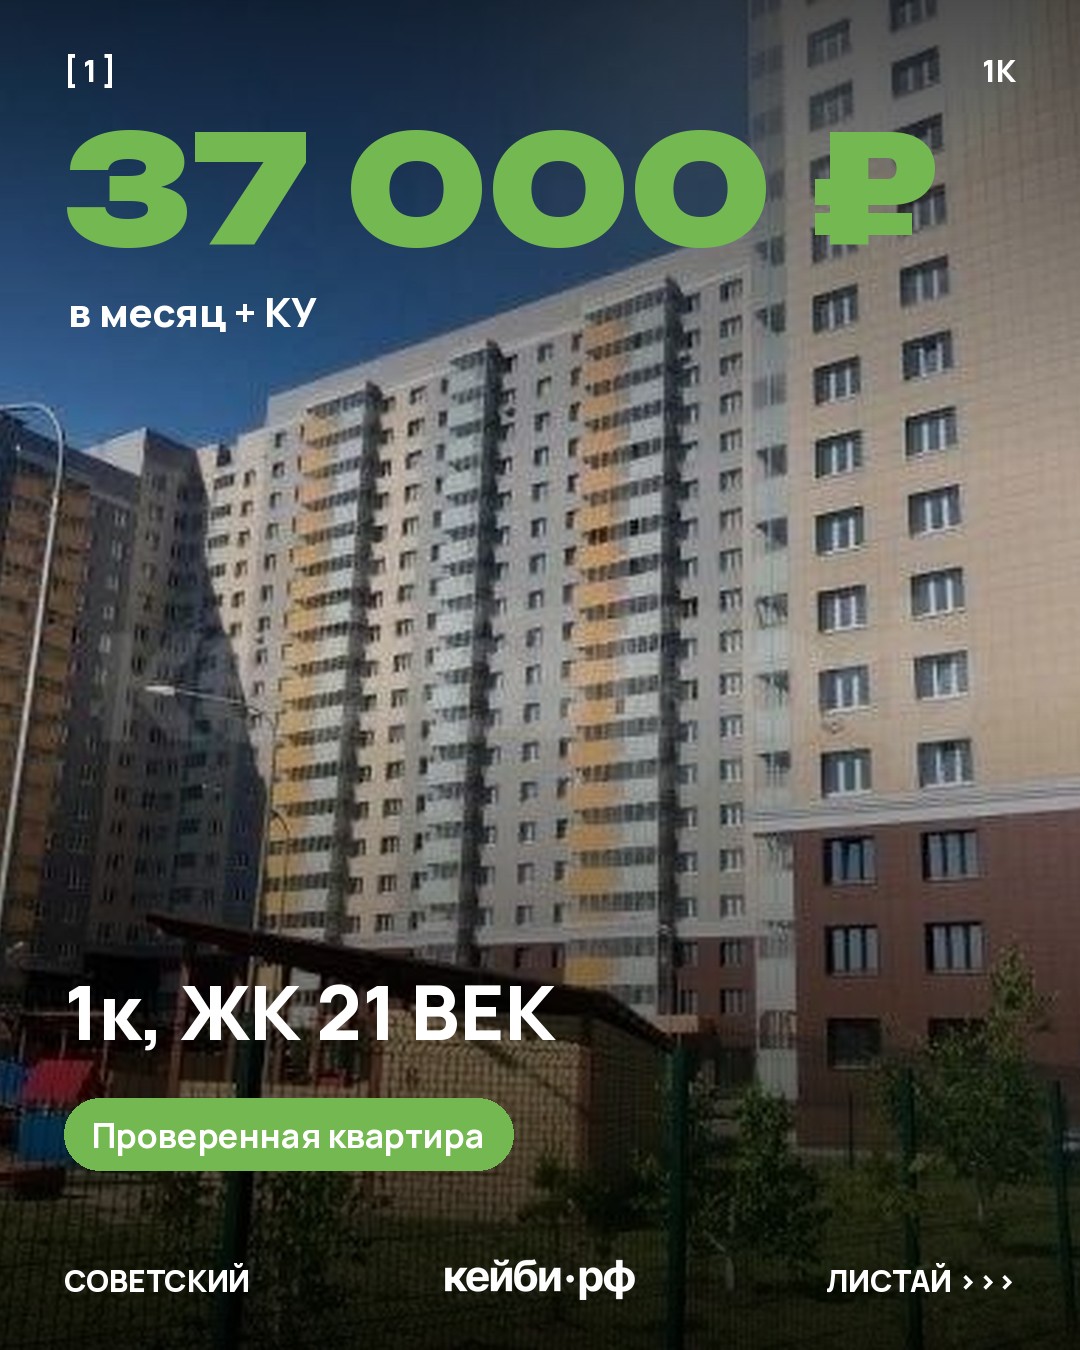 [ 1 ]
1К
37 000 ₽
в месяц + КУ
1к, ЖК 21 ВЕК
Проверенная квартира
СОВЕТСКИЙ
кейби·рф
ЛИСТАЙ >>>